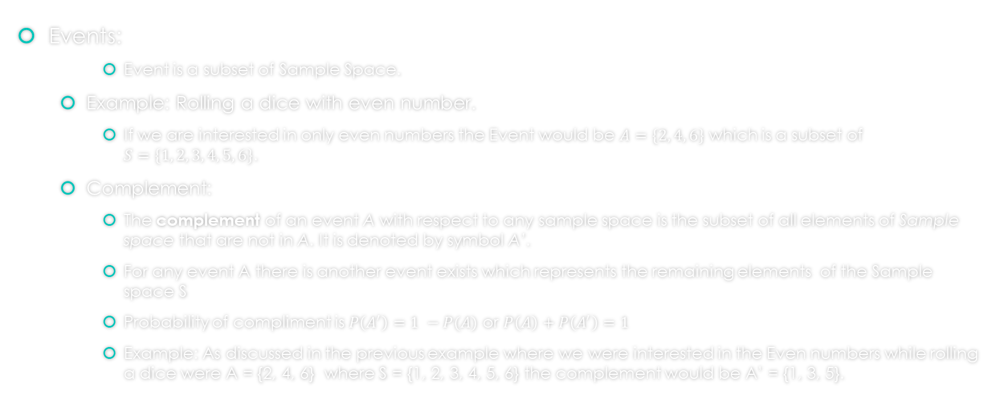 Events:
Event is a subset of Sample Space.
Example: Rolling a dice with even number.
If we are interested in only even numbers the Event would be A = {2, 4, 6} which is a subset of
S = {1, 2, 3, 4, 5, 6}.
Complement:
The complement of an event A with respect to any sample space is the subset of all elements of Sample
space that are not in A. It is denoted by symbol A'.
For any event A there is another event exists which represents the remaining elements of the Sample
space S
Probability of compliment is P(A′) = 1 − P(A) or P(A) + P(A′) = 1
Example: As discussed in the previous example where we were interested in the Even numbers while rolling
a dice were A = {2, 4, 6} where S = {1, 2, 3, 4, 5, 6} the complement would be A' = {1, 3, 5}.